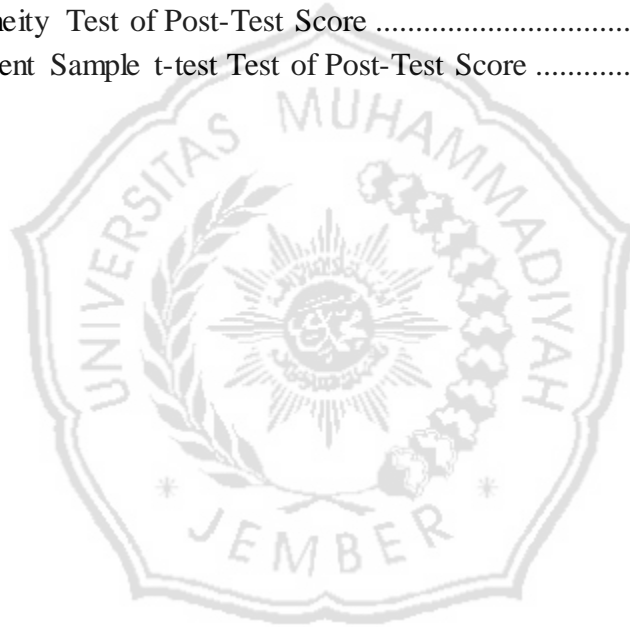 neity Test of Post-Test Score ................................
ent Sample t-test Test of Post-Test Score ............
UNIVERSITAS MUHAMMADIYAH
JEMBER